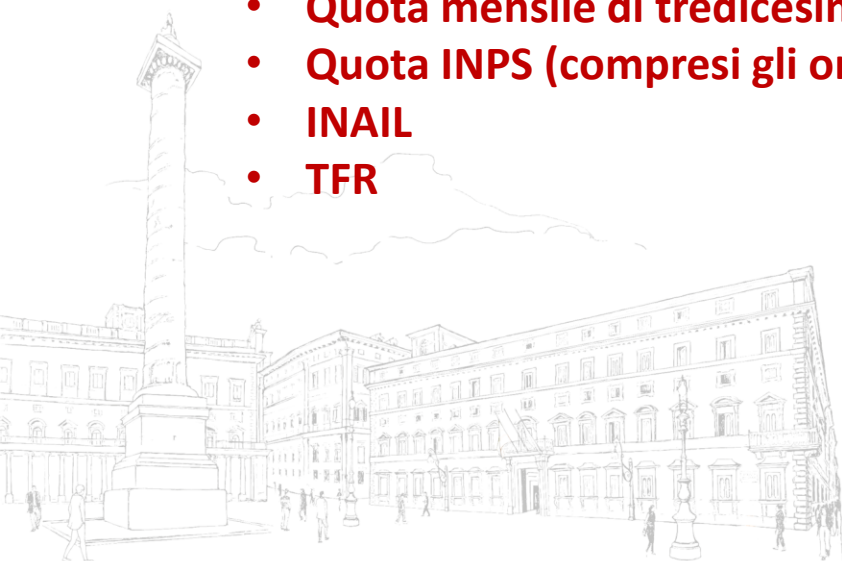 • Quota mensile di
• Quota INPS (compresi gli
• INAIL
• TFR